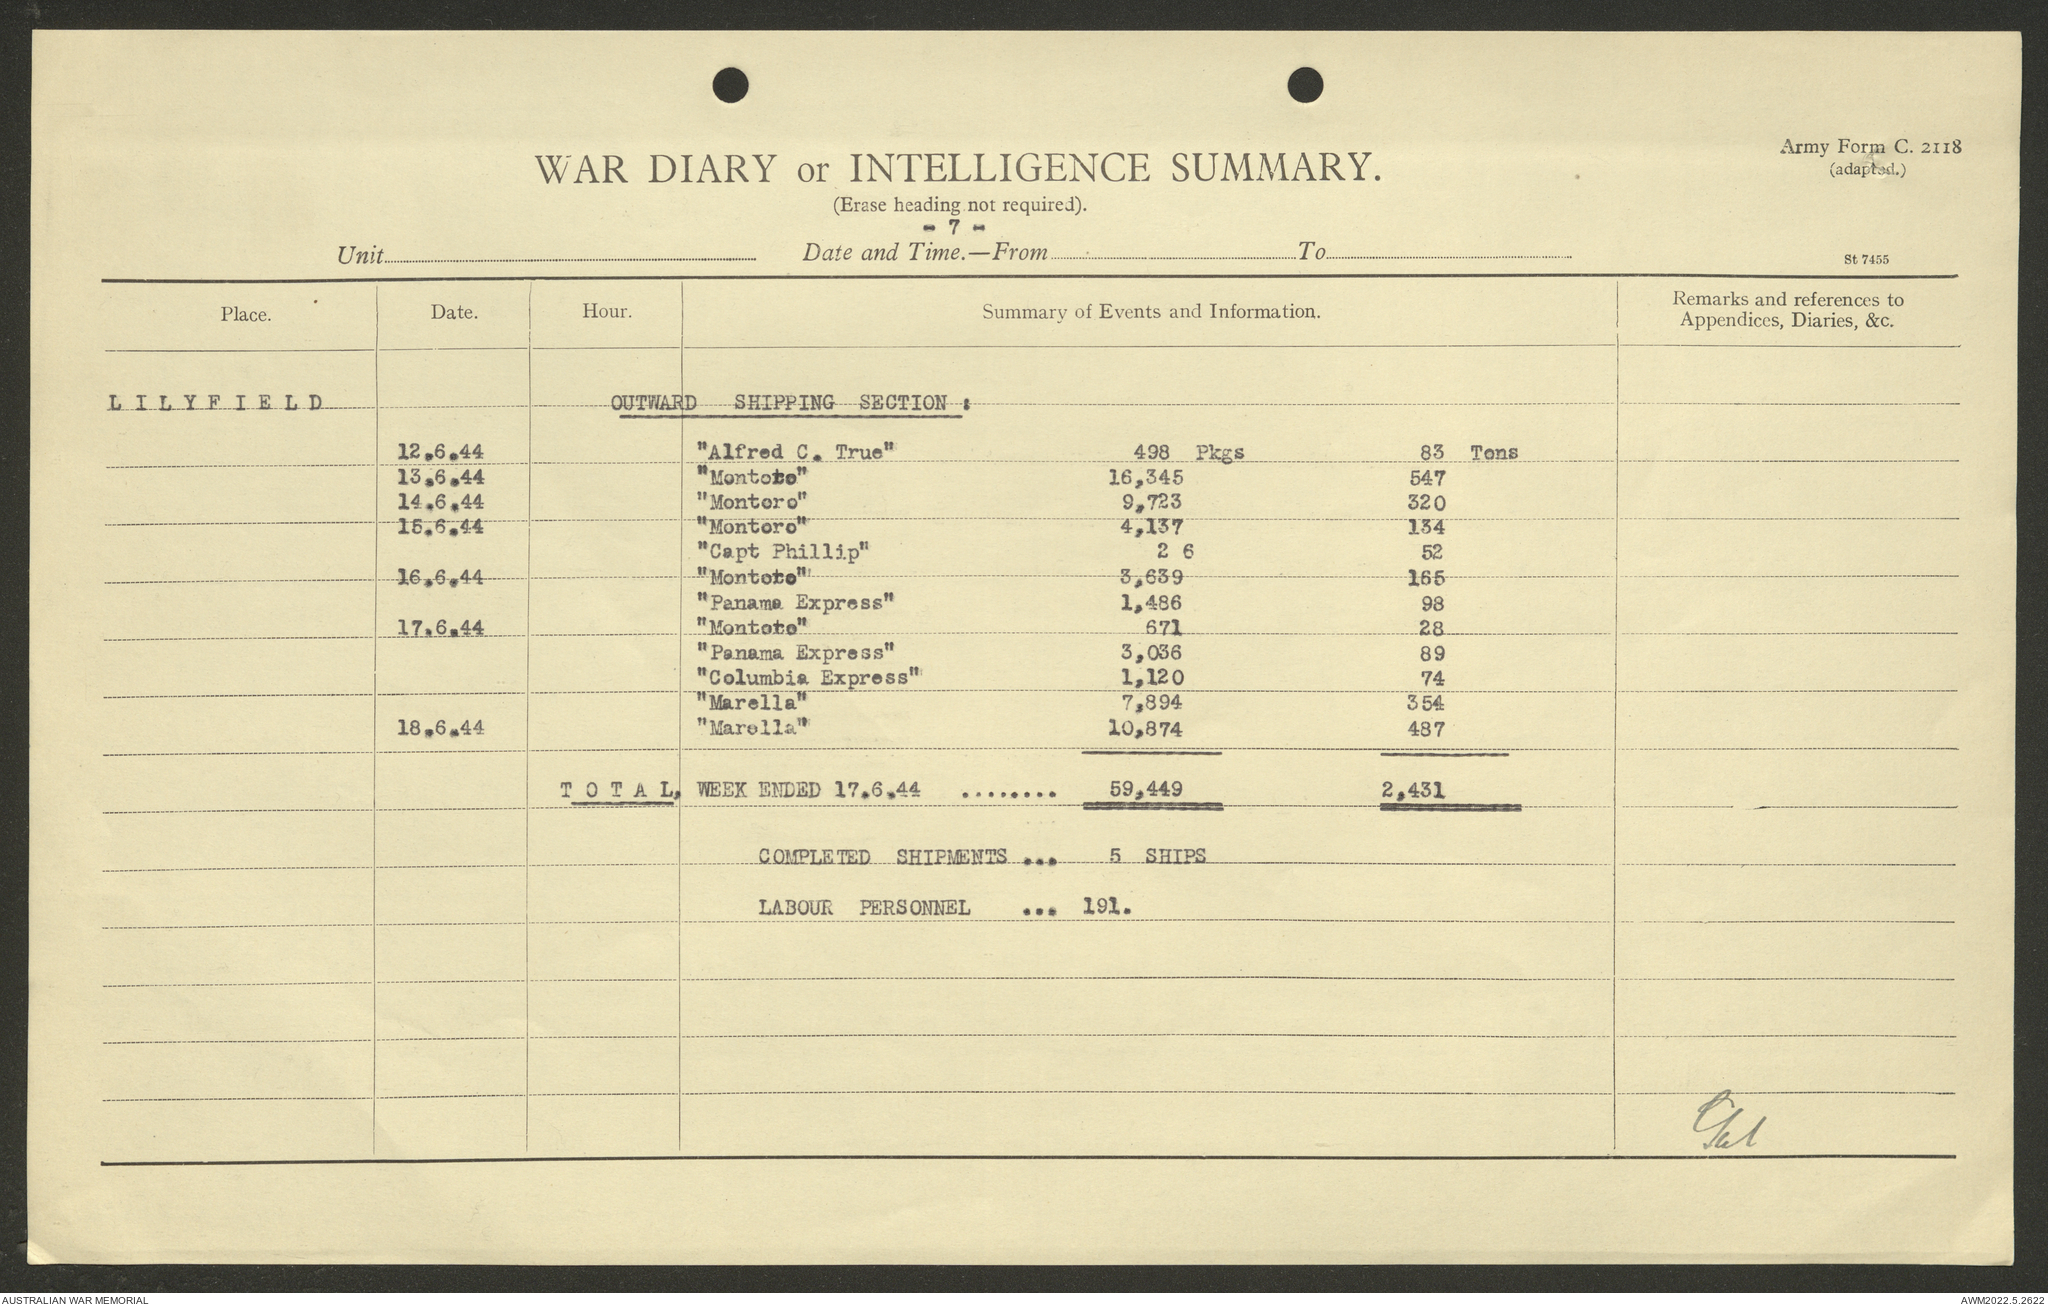 Army Form C. 2118
(adapted.)
WAR DIARY or INTELLIGENCE SUMMARY.
(Erase heading not required).
- 7 -
Unit Date and Time.—From To
St 7455
Place. Date. Hour. Summary of Events and Information. Remarks and references to Appendices, Diaries, &c.
L I L Y F I E L D OUTWARD SHIPPING SECTION :
12.6.44 "Alfred C. True" 498 Pkgs 83 Tons
13.6.44 "Montoro" 16,345 547
14.6.44 "Montoro" 9,723 320
15.6.44 "Montoro" 4,137 134
"Capt Phillip" 2 6 52
16.6.44 "Montoro" 3,639 165
"Panama Express" 1,486 98
17.6.44 "Montoro" 671 28
"Panama Express" 3,036 89
"Columbia Express" 1,120 74
"Marella" 7,894 354
18.6.44 "Marella" 10,874 487
T O T A L, WEEK ENDED 17.6.44 ........ 59,449 2,431
COMPLETED SHIPMENTS ... 5 SHIPS
LABOUR PERSONNEL ... 191.
AUSTRALIAN WAR MEMORIAL
AWM2022.5.2622